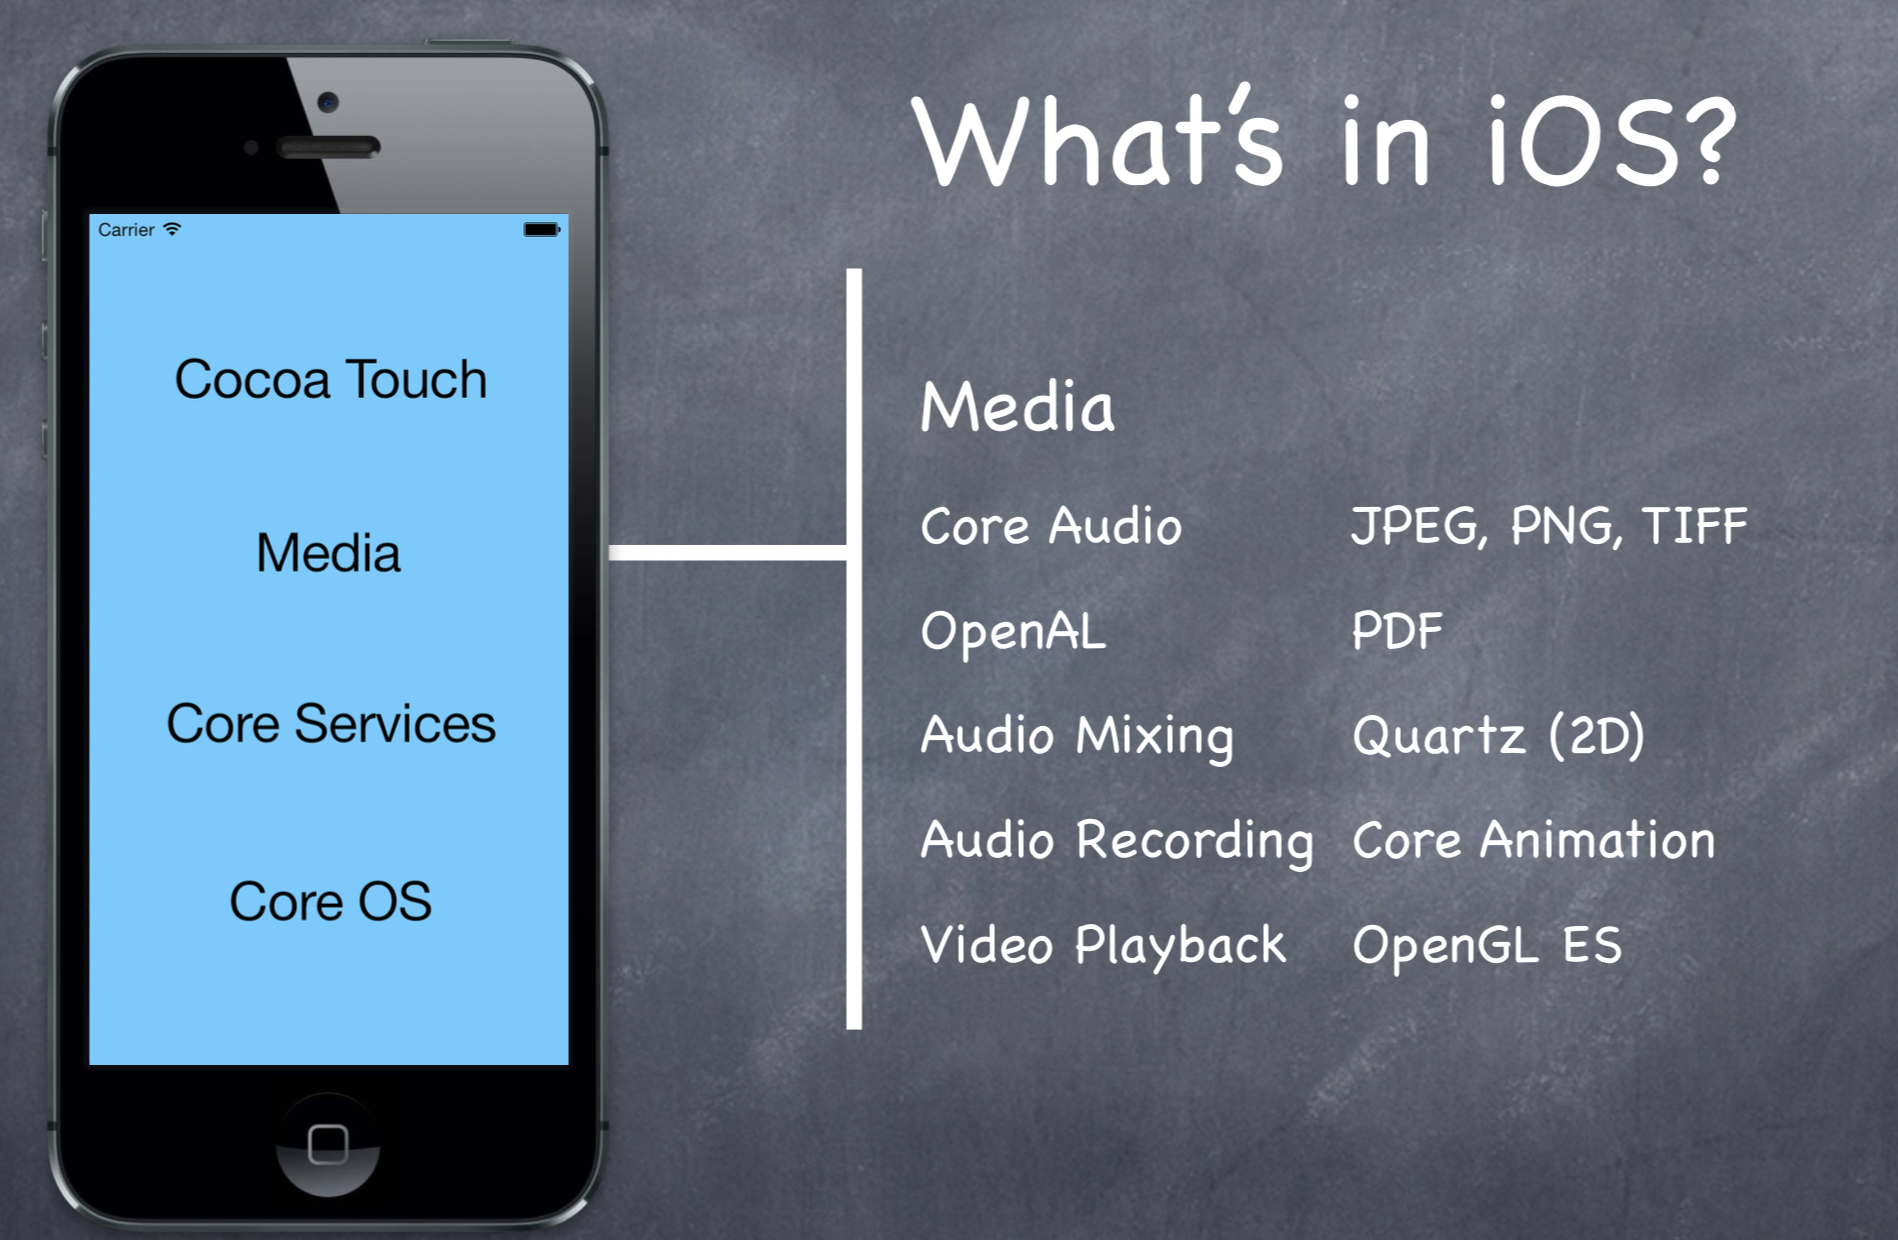 What's in iOS?
Carrier
Cocoa Touch
Media
Core Services
Core OS
Media
Core Audio
OpenAL
Audio Mixing
Audio Recording
Video Playback
JPEG, PNG, TIFF
PDF
Quartz (2D)
Core Animation
OpenGL ES